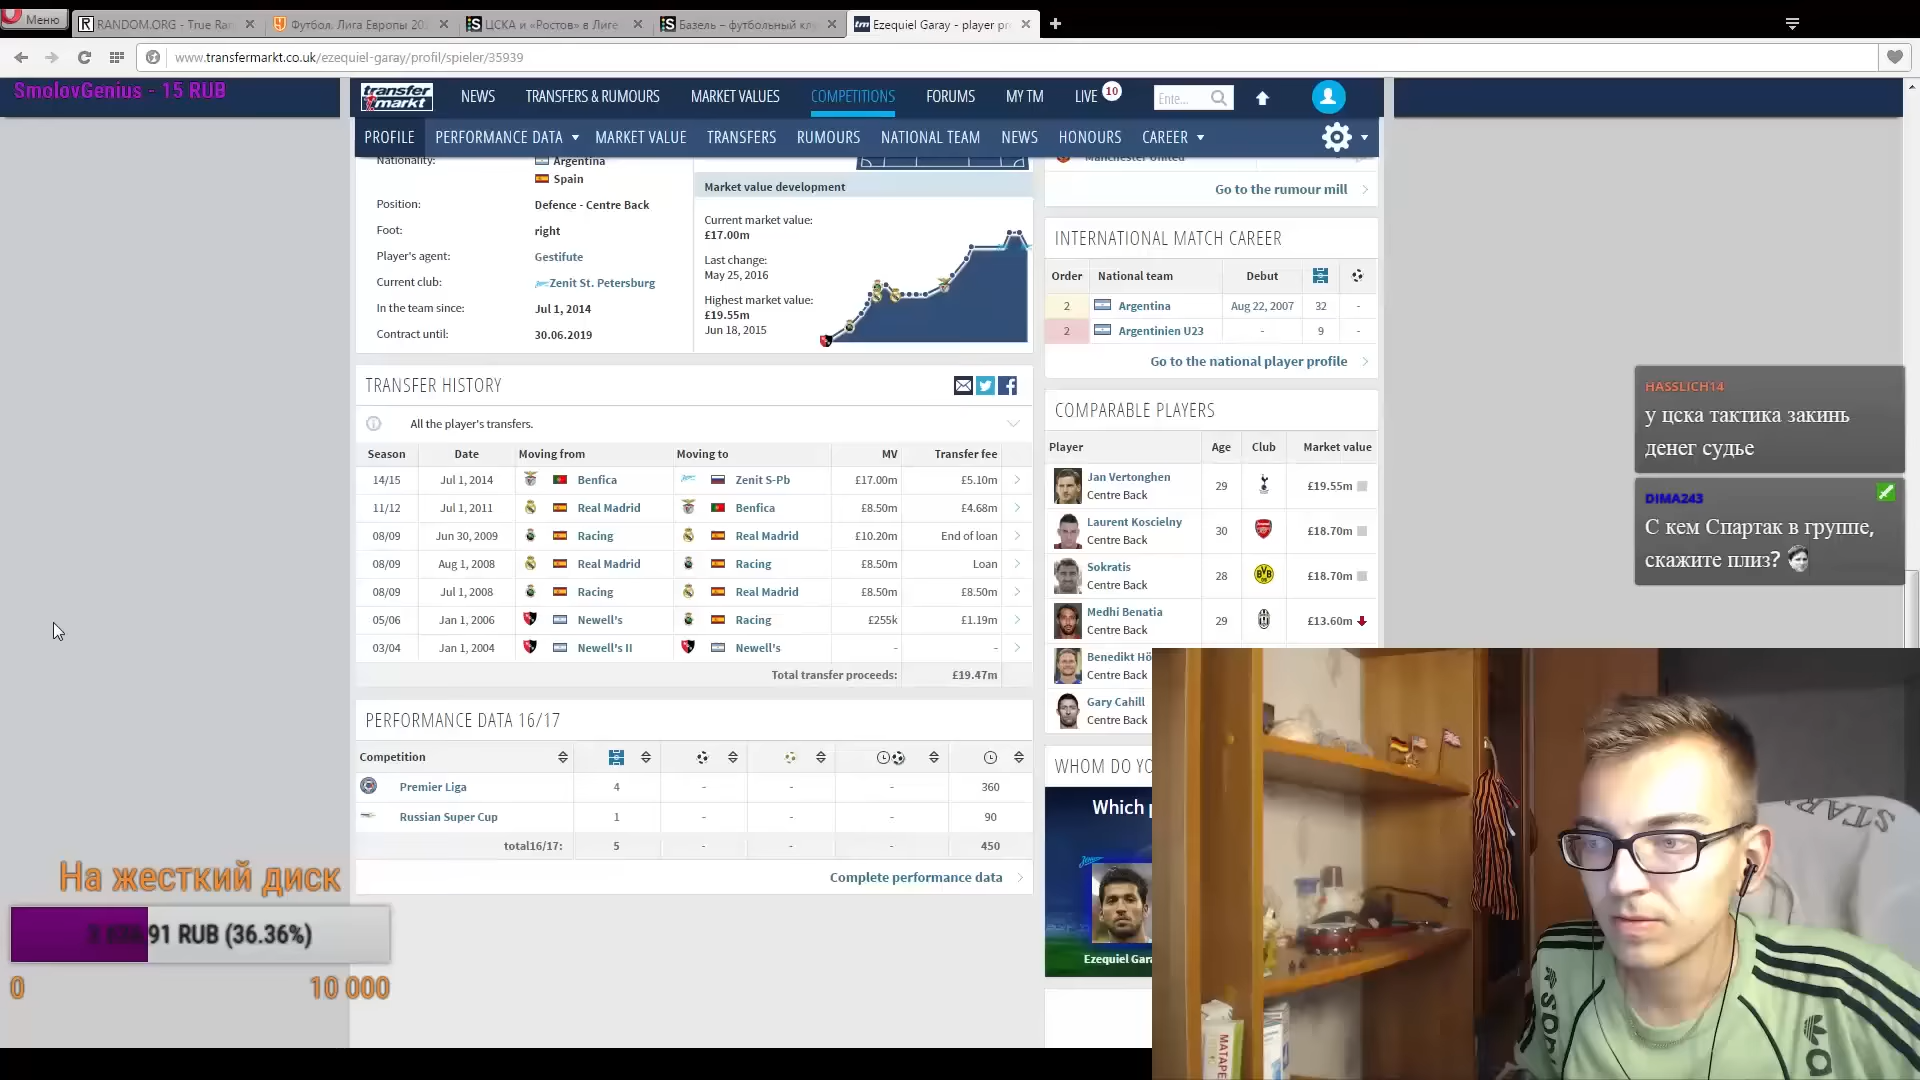 Меню
RANDOM.ORG - True Ran
Футбол. Лига Европы 20
ЦСКА и «Ростов» в Лиге
Базель – футбольный кл
tm Ezequiel Garay - player pr
www.transfermarkt.co.uk/ezequiel-garay/profil/spieler/35939
SmolovGenius - 15 RUB
transfermarkt
NEWS TRANSFERS & RUMOURS MARKET VALUES COMPETITIONS FORUMS MY TM LIVE 10 Ente...
PROFILE PERFORMANCE DATA MARKET VALUE TRANSFERS RUMOURS NATIONAL TEAM NEWS HONOURS CAREER
Nationality: Argentina
Spain
Position: Defence - Centre Back
Foot: right
Player's agent: Gestifute
Current club: Zenit St. Petersburg
In the team since: Jul 1, 2014
Contract until: 30.06.2019
Market value development
Current market value:
£17.00m
Last change:
May 25, 2016
Highest market value:
£19.55m
Jun 18, 2015
Manchester United
Go to the rumour mill
INTERNATIONAL MATCH CAREER
Order National team Debut
2 Argentina Aug 22, 2007 32 -
2 Argentinien U23 - 9 -
Go to the national player profile
TRANSFER HISTORY
All the player's transfers.
Season Date Moving from Moving to MV Transfer fee
14/15 Jul 1, 2014 Benfica Zenit S-Pb £17.00m £5.10m
11/12 Jul 1, 2011 Real Madrid Benfica £8.50m £4.68m
08/09 Jun 30, 2009 Racing Real Madrid £10.20m End of loan
08/09 Aug 1, 2008 Real Madrid Racing £8.50m Loan
08/09 Jul 1, 2008 Racing Real Madrid £8.50m £8.50m
05/06 Jan 1, 2006 Newell's Racing £255k £1.19m
03/04 Jan 1, 2004 Newell's II Newell's - -
Total transfer proceeds: £19.47m
COMPARABLE PLAYERS
Player Age Club Market value
Jan Vertonghen
Centre Back
29 £19.55m
Laurent Koscielny
Centre Back
30 £18.70m
Sokratis
Centre Back
28 BVB 09 £18.70m
Medhi Benatia
Centre Back
29 £13.60m
Benedikt Hö
Centre Back
Gary Cahill
Centre Back
PERFORMANCE DATA 16/17
Competition
Premier Liga 4 - - - 360
Russian Super Cup 1 - - - 90
total16/17: 5 - - - 450
Complete performance data
WHOM DO YO
Which p
Ezequiel Gara
HASSLICH14
у цска тактика закинь
денег судье
DIMA243
С кем Спартак в группе,
скажите плиз?
На жесткий диск
91 RUB (36.36%)
0 10 000
STAR
adidas
МАТАРЕ